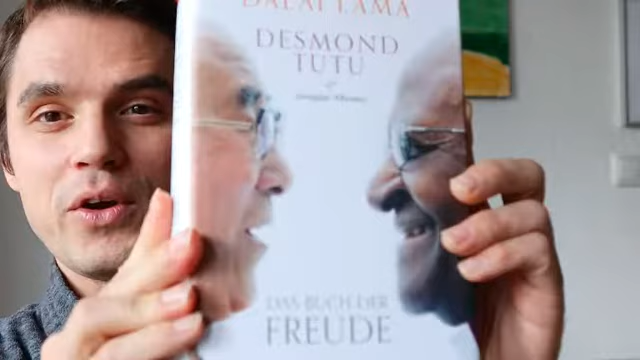 DALAI LAMA
DESMOND
TUTU
DAS BUCH DER
FREUDE